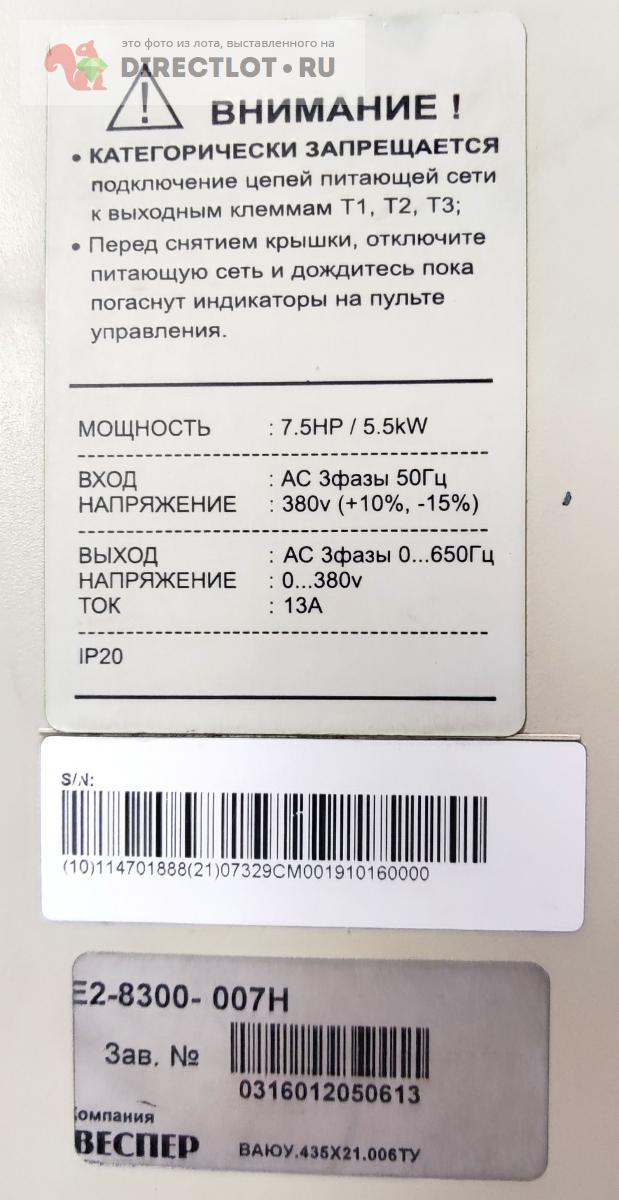 это фото из лота, выставленного на
DIRECTLOT.RU
ВНИМАНИЕ !
• КАТЕГОРИЧЕСКИ ЗАПРЕЩАЕТСЯ
подключение цепей питающей сети
к выходным клеммам Т1, Т2, Т3;
• Перед снятием крышки, отключите
питающую сеть и дождитесь пока
погаснут индикаторы на пульте
управления.
МОЩНОСТЬ : 7.5HP / 5.5kW
ВХОД : AC 3фазы 50Гц
НАПРЯЖЕНИЕ : 380v (+10%, -15%)
ВЫХОД : AC 3фазы 0...650Гц
НАПРЯЖЕНИЕ : 0...380v
ТОК : 13A
IP20
S/N:
(10)114701888(21)07329CM001910160000
E2-8300- 007H
Зав. №
0316012050613
Компания
ВЕСПЕР
ВАЮУ.435Х21.006ТУ